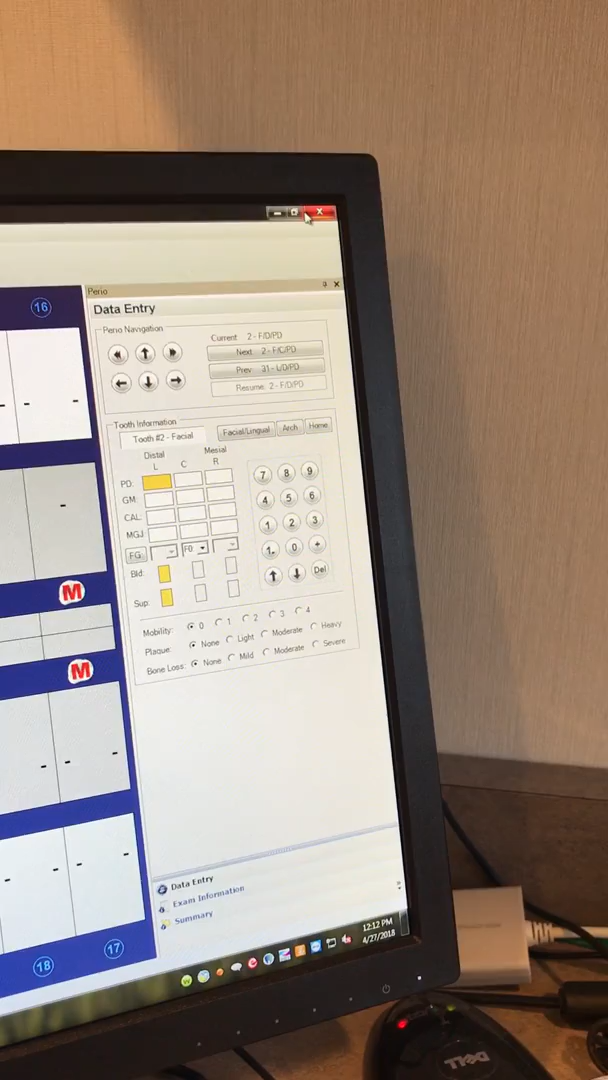 Perio
16
Data Entry
Perio Navigation
Current 2 - F/D/PD
Next 2 - F/C/PD
Prev: 31 - L/D/PD
Resume: 2 - F/D/PD
Tooth Information
Tooth #2 - Facial
Facial/Lingual Arch Home
Distal Mesial
L C R
PD:
GM:
CAL:
MGJ:
FG: F0:
Bld:
Sup:
7 8 9
4 5 6
1 2 3
1. 0 +
Del
M
M
Mobility: 0 1 2 3 4
Plaque: None Light Moderate Heavy
Bone Loss: None Mild Moderate Severe
Data Entry
Exam Information
Summary
18 17
12:12 PM
4/27/2018
DELL